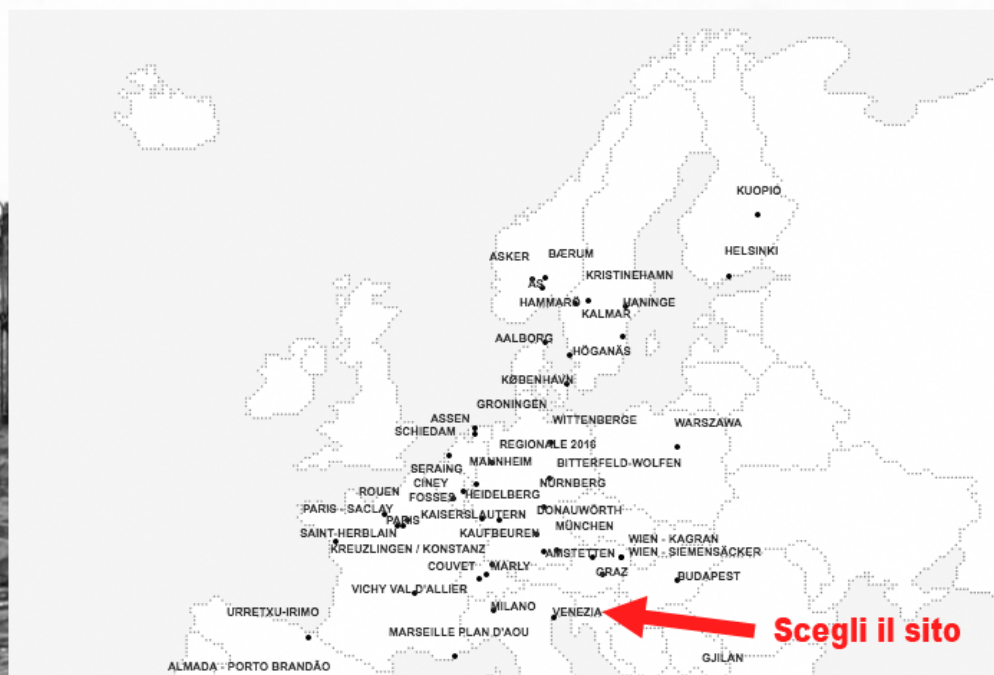 KUOPIO
HELSINKI
BÆRUM
ASKER
ÅS
KRISTINEHAMN
HAMMARÖ
HANINGE
KALMAR
AALBORG
HÖGANÄS
KØBENHAVN
GRONINGEN
ASSEN
WITTENBERGE
WARSZAWA
SCHIEDAM
REGIONALE 2016
MANNHEIM
BITTERFELD-WOLFEN
SERAING
CINEY
NÜRNBERG
ROUEN
FOSSES
HEIDELBERG
PARIS - SACLAY
KAISERSLAUTERN
DONAUWÖRTH
PARIS
MÜNCHEN
SAINT-HERBLAIN
KAUFBEUREN
WIEN - KAGRAN
KREUZLINGEN / KONSTANZ
AMSTETTEN
WIEN - SIEMENSÄCKER
COUVET
MARLY
GRAZ
BUDAPEST
VICHY VAL D'ALLIER
URRETXU-IRIMO
MILANO
VENEZIA
Scegli il sito
MARSEILLE PLAN D'AOU
GJILAN
ALMADA - PORTO BRANDÃO